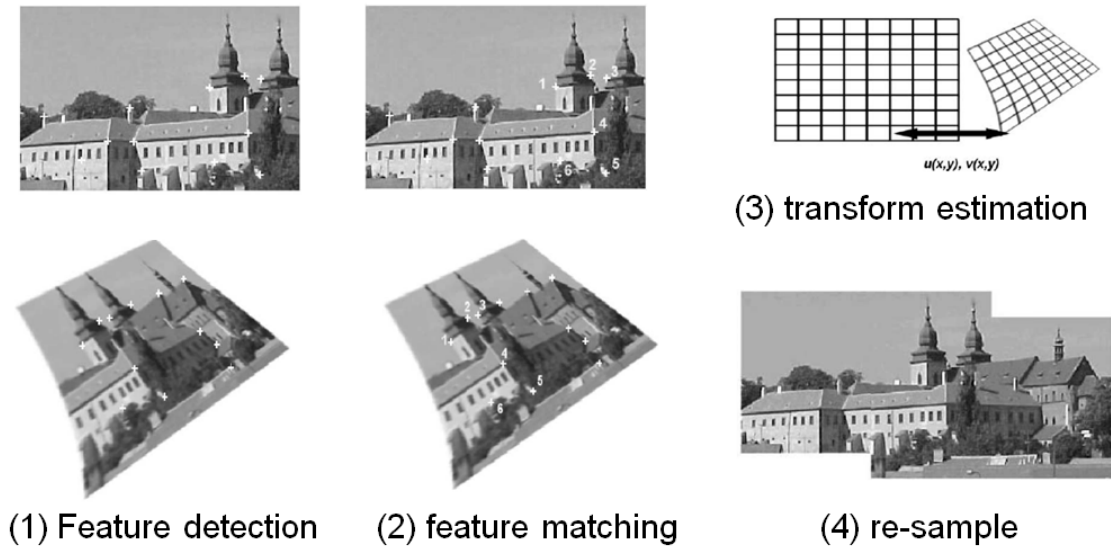 1
2
3
4
5
6
u(x,y), v(x,y)
(3) transform estimation
1
2
3
4
5
6
(1) Feature detection
(2) feature matching
(4) re-sample